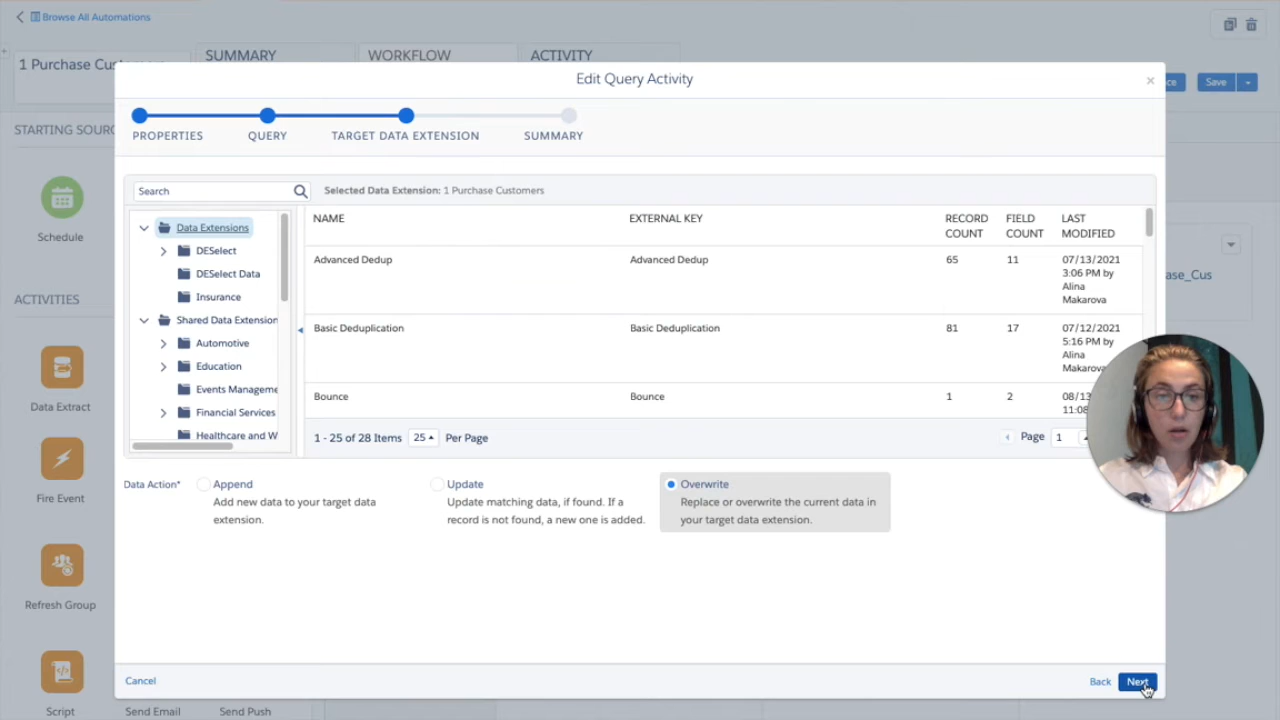 Browse All Automations
1 Purchase
SUMMARY
WORKFLOW
ACTIVITY
Save
Edit Query Activity
PROPERTIES
QUERY
TARGET DATA EXTENSION
SUMMARY
STARTING
Schedule
ACTIVITIES
Data Extract
Fire Event
Refresh Group
Script
Send Email
Send Push
Search
Selected Data Extension: 1 Purchase Customers
Data Extensions
DESelect
DESelect Data
Insurance
Shared Data Extension
Automotive
Education
Events Manageme
Financial Services
Healthcare and W
NAME
EXTERNAL KEY
RECORD COUNT
FIELD COUNT
LAST MODIFIED
Advanced Dedup
Advanced Dedup
65
11
07/13/2021
3:06 PM by
Alina
Makarova
Basic Deduplication
Basic Deduplication
81
17
07/12/2021
5:16 PM by
Alina
Makarova
Bounce
Bounce
1
2
08/13
11:08
1 - 25 of 28 Items
25
Per Page
Page
1
Data Action*
Append
Add new data to your target data
extension.
Update
Update matching data, if found. If a
record is not found, a new one is added.
Overwrite
Replace or overwrite the current data in
your target data extension.
ase_Cus
Cancel
Back
Next